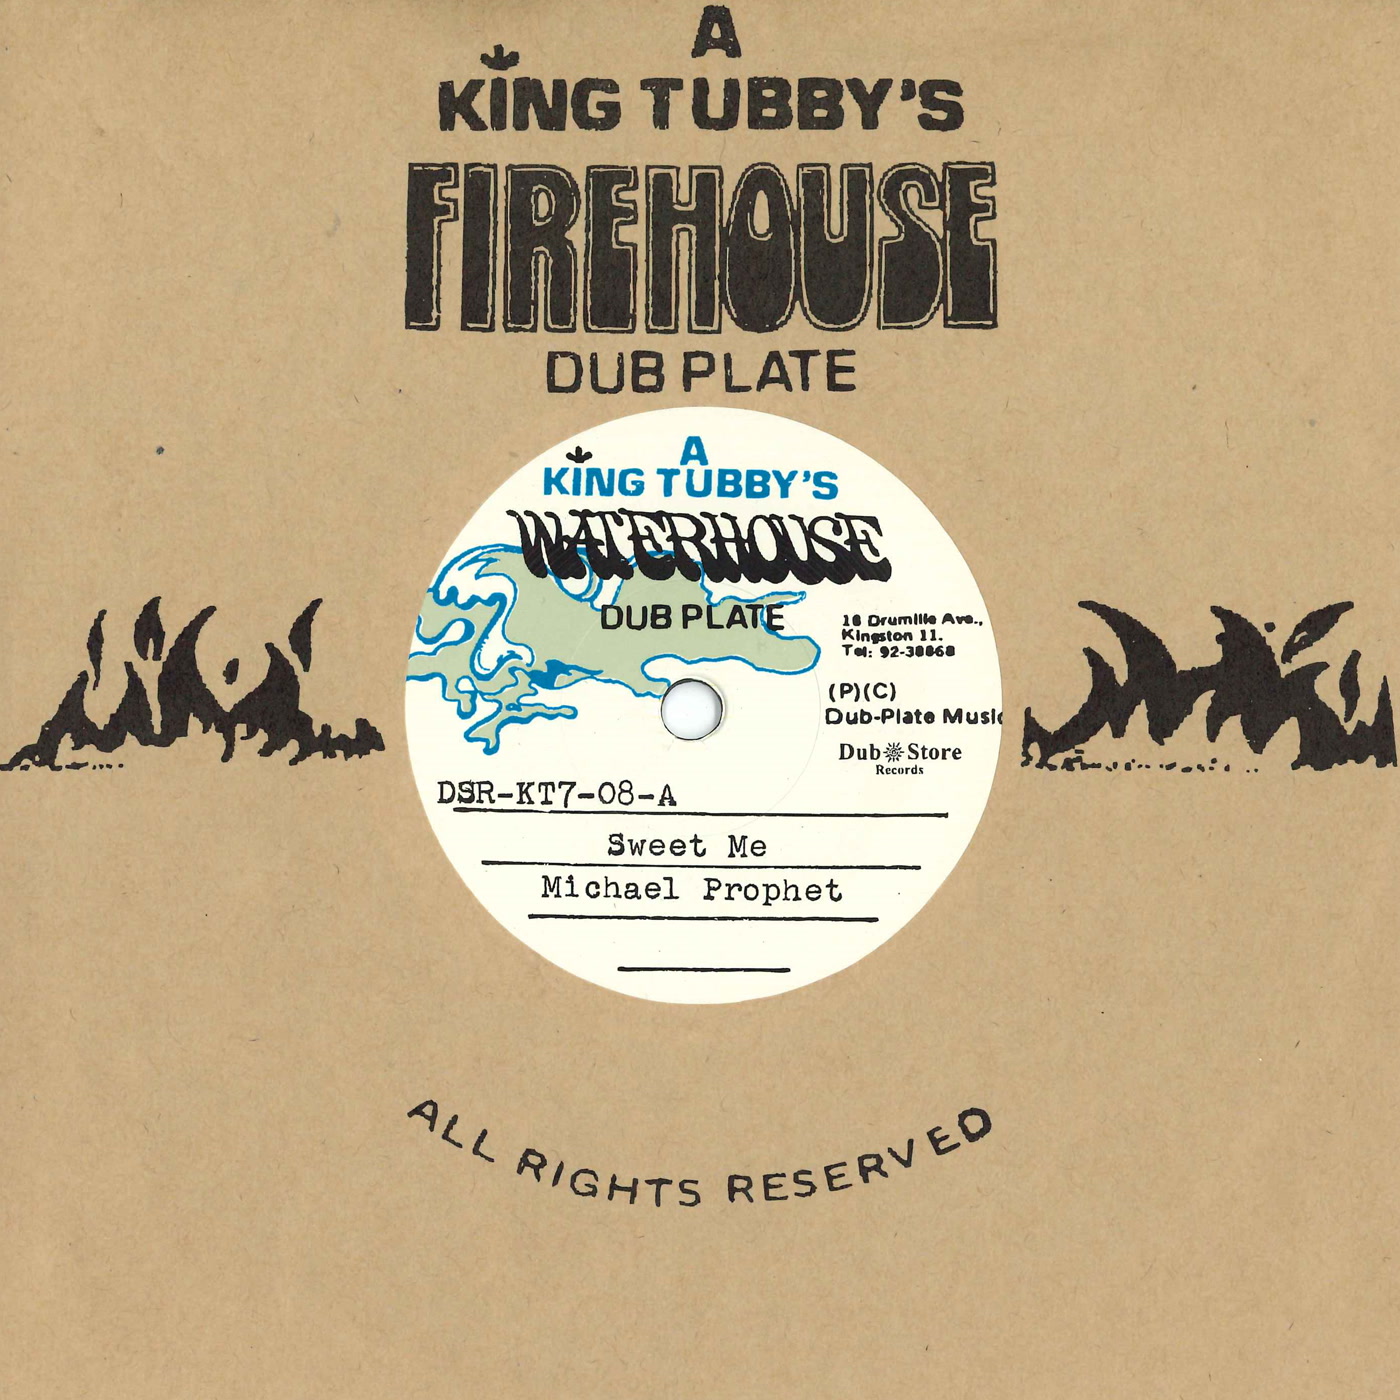 A
KING TUBBY'S
FIREHOUSE
DUB PLATE
A
KING TUBBY'S
WATERHOUSE
DUB PLATE
18 Drumilie Ave.,
Kingston 11.
Tel: 92-38868
(P)(C)
Dub-Plate Music
Dub Store
Records
DSR-KT7-08-A
Sweet Me
Michael Prophet
ALL RIGHTS RESERVED